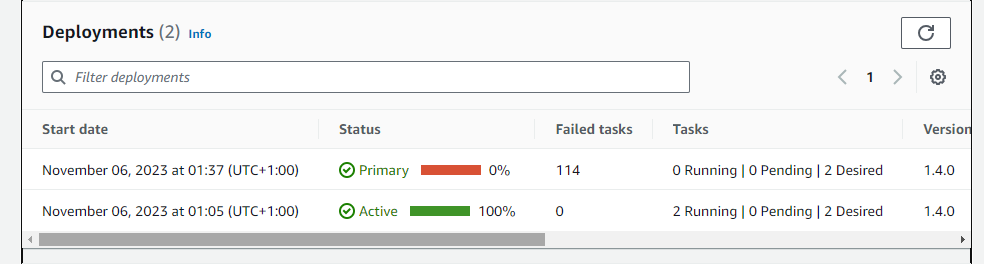 Deployments (2) Info
Filter deployments
1
Start date Status Failed tasks Tasks Version
November 06, 2023 at 01:37 (UTC+1:00) Primary 0% 114 0 Running | 0 Pending | 2 Desired 1.4.0
November 06, 2023 at 01:05 (UTC+1:00) Active 100% 0 2 Running | 0 Pending | 2 Desired 1.4.0